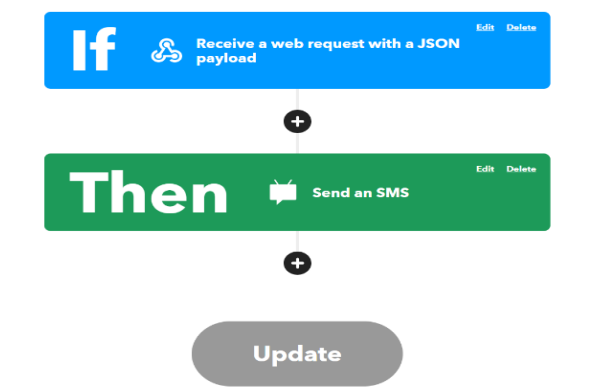 If
Receive a web request with a JSON
payload
Edit Delete
Then
Send an SMS
Edit Delete
Update